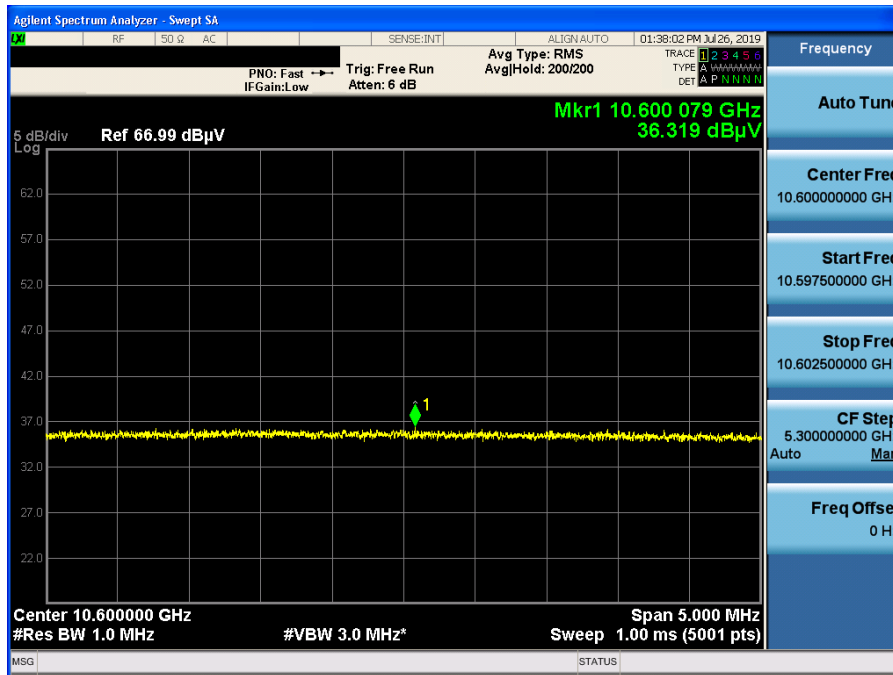 Agilent Spectrum Analyzer - Swept SA
LXI RF 50 Ω AC SENSE:INT ALIGN AUTO 01:38:02 PM Jul 26, 2019
PNO: Fast
IFGain:Low
Trig: Free Run
Atten: 6 dB
Avg Type: RMS
Avg|Hold: 200/200
TRACE 1 2 3 4 5 6
TYPE A WWWWWW
DET A P N N N N
Mkr1 10.600 079 GHz
36.319 dBµV
5 dB/div Ref 66.99 dBµV
Log
62.0
57.0
52.0
47.0
42.0
37.0
32.0
27.0
22.0
1
Center 10.600000 GHz Span 5.000 MHz
#Res BW 1.0 MHz #VBW 3.0 MHz* Sweep 1.00 ms (5001 pts)
MSG STATUS
Frequency
Auto Tun
Center Fre
10.600000000 GH
Start Fre
10.597500000 GH
Stop Fre
10.602500000 GH
CF Ste
5.300000000 GH
Auto Ma
Freq Offse
0 H